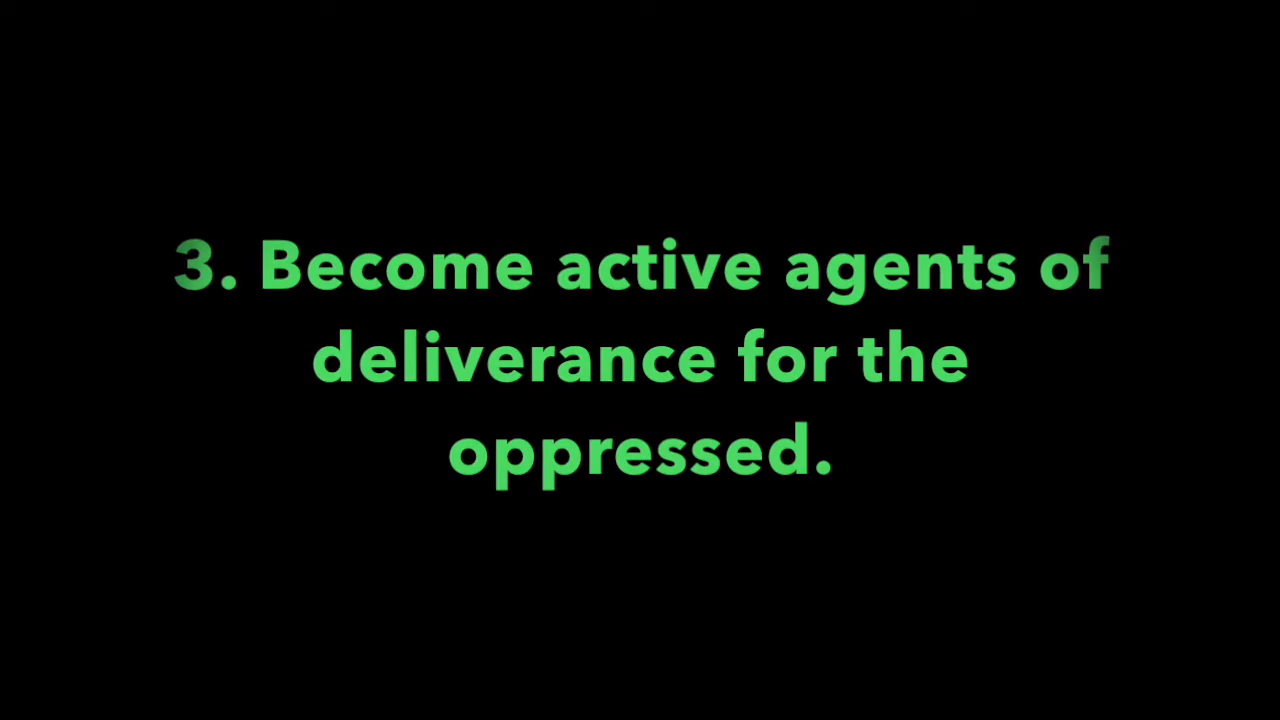 3. Become active agents of
deliverance for the
oppressed.